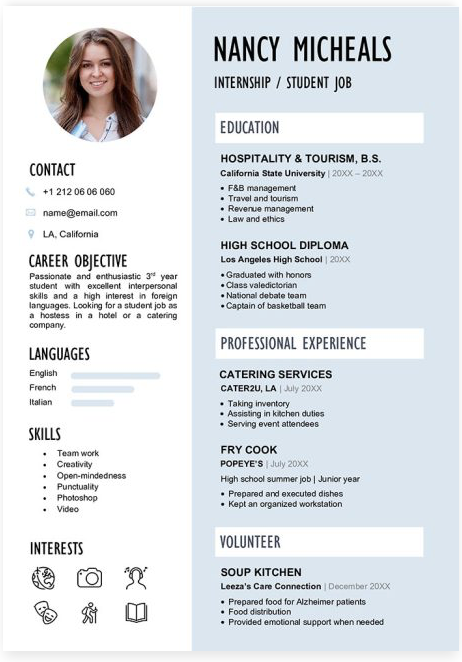 NANCY MICHEALS
INTERNSHIP / STUDENT JOB
CONTACT
+1 212 06 06 060
name@email.com
LA, California
CAREER OBJECTIVE
Passionate and enthusiastic 3rd year
student with excellent interpersonal
skills and a high interest in foreign
languages. Looking for a student job as
a hostess in a hotel or a catering
company.
LANGUAGES
English
French
Italian
SKILLS
• Team work
• Creativity
• Open-mindedness
• Punctuality
• Photoshop
• Video
INTERESTS
EDUCATION
HOSPITALITY & TOURISM, B.S.
California State University | 20XX – 20XX
• F&B management
• Travel and tourism
• Revenue management
• Law and ethics
HIGH SCHOOL DIPLOMA
Los Angeles High School | 20XX
• Graduated with honors
• Class valedictorian
• National debate team
• Captain of basketball team
PROFESSIONAL EXPERIENCE
CATERING SERVICES
CATER2U, LA | July 20XX
• Taking inventory
• Assisting in kitchen duties
• Serving event attendees
FRY COOK
POPEYE'S | July 20XX
High school summer job | Junior year
• Prepared and executed dishes
• Kept an organized workstation
VOLUNTEER
SOUP KITCHEN
Leeza's Care Connection | December 20XX
• Prepared food for Alzheimer patients
• Food distribution
• Provided emotional support when needed